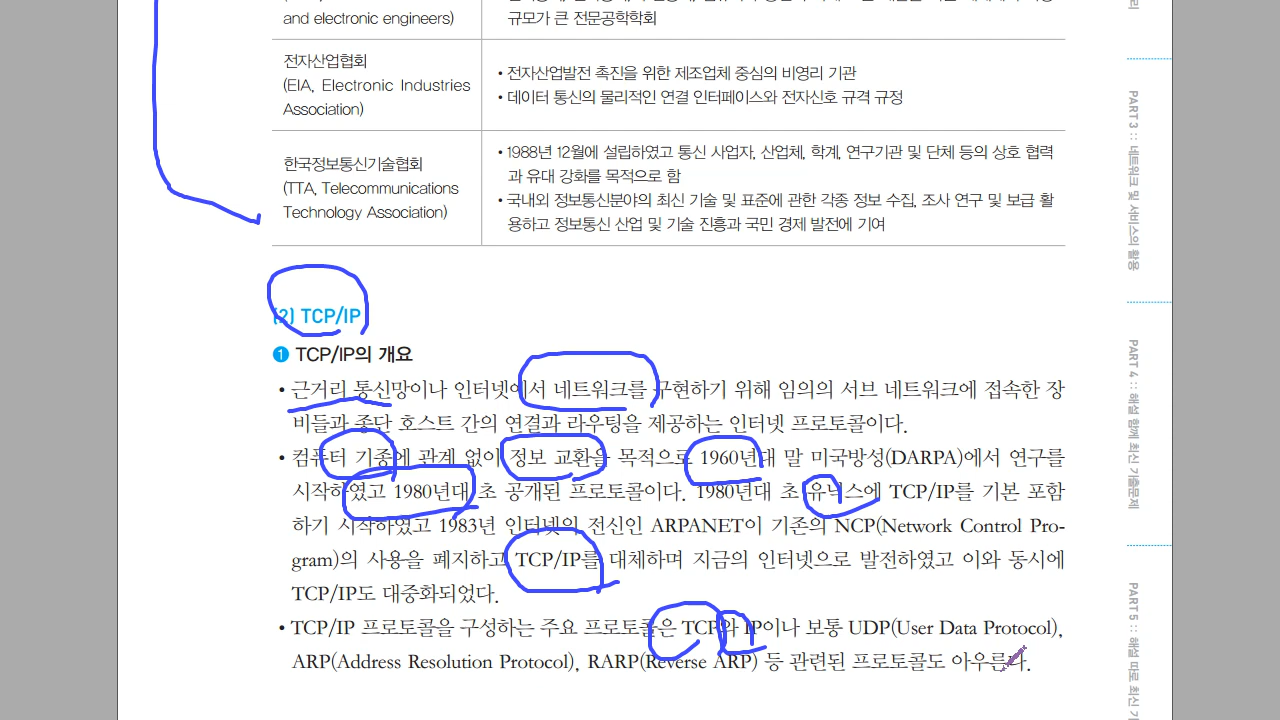 and electronic engineers)
규모가 큰 전문공학학회
전자산업협회
(EIA, Electronic Industries
Association)
• 전자산업발전 촉진을 위한 제조업체 중심의 비영리 기관
• 데이터 통신의 물리적인 연결 인터페이스와 전자신호 규격 규정
한국정보통신기술협회
(TTA, Telecommunications
Technology Association)
• 1988년 12월에 설립하였고 통신 사업자, 산업체, 학계, 연구기관 및 단체 등의 상호 협력
과 유대 강화를 목적으로 함
• 국내외 정보통신분야의 최신 기술 및 표준에 관한 각종 정보 수집, 조사 연구 및 보급 활
용하고 정보통신 산업 및 기술 진흥과 국민 경제 발전에 기여
(2) TCP/IP
1 TCP/IP의 개요
• 근거리 통신망이나 인터넷에서 네트워크를 구현하기 위해 임의의 서브 네트워크에 접속한 장
비들과 종단 호스트 간의 연결과 라우팅을 제공하는 인터넷 프로토콜이다.
• 컴퓨터 기종에 관계 없이 정보 교환을 목적으로 1960년대 말 미국방성(DARPA)에서 연구를
시작하였고 1980년대 초 공개된 프로토콜이다. 1980년대 초 유닉스에 TCP/IP를 기본 포함
하기 시작하였고 1983년 인터넷의 전신인 ARPANET이 기존의 NCP(Network Control Pro-
gram)의 사용을 폐지하고 TCP/IP를 대체하며 지금의 인터넷으로 발전하였고 이와 동시에
TCP/IP도 대중화되었다.
• TCP/IP 프로토콜을 구성하는 주요 프로토콜은 TCP와 IP이나 보통 UDP(User Data Protocol),
ARP(Address Resolution Protocol), RARP(Reverse ARP) 등 관련된 프로토콜도 아우른다.
PART 3 :: 네트워크 및 서비스의 활용
PART 4 :: 해설 함께 최신 기출문제
PART 5 :: 해설 따로 최신 기